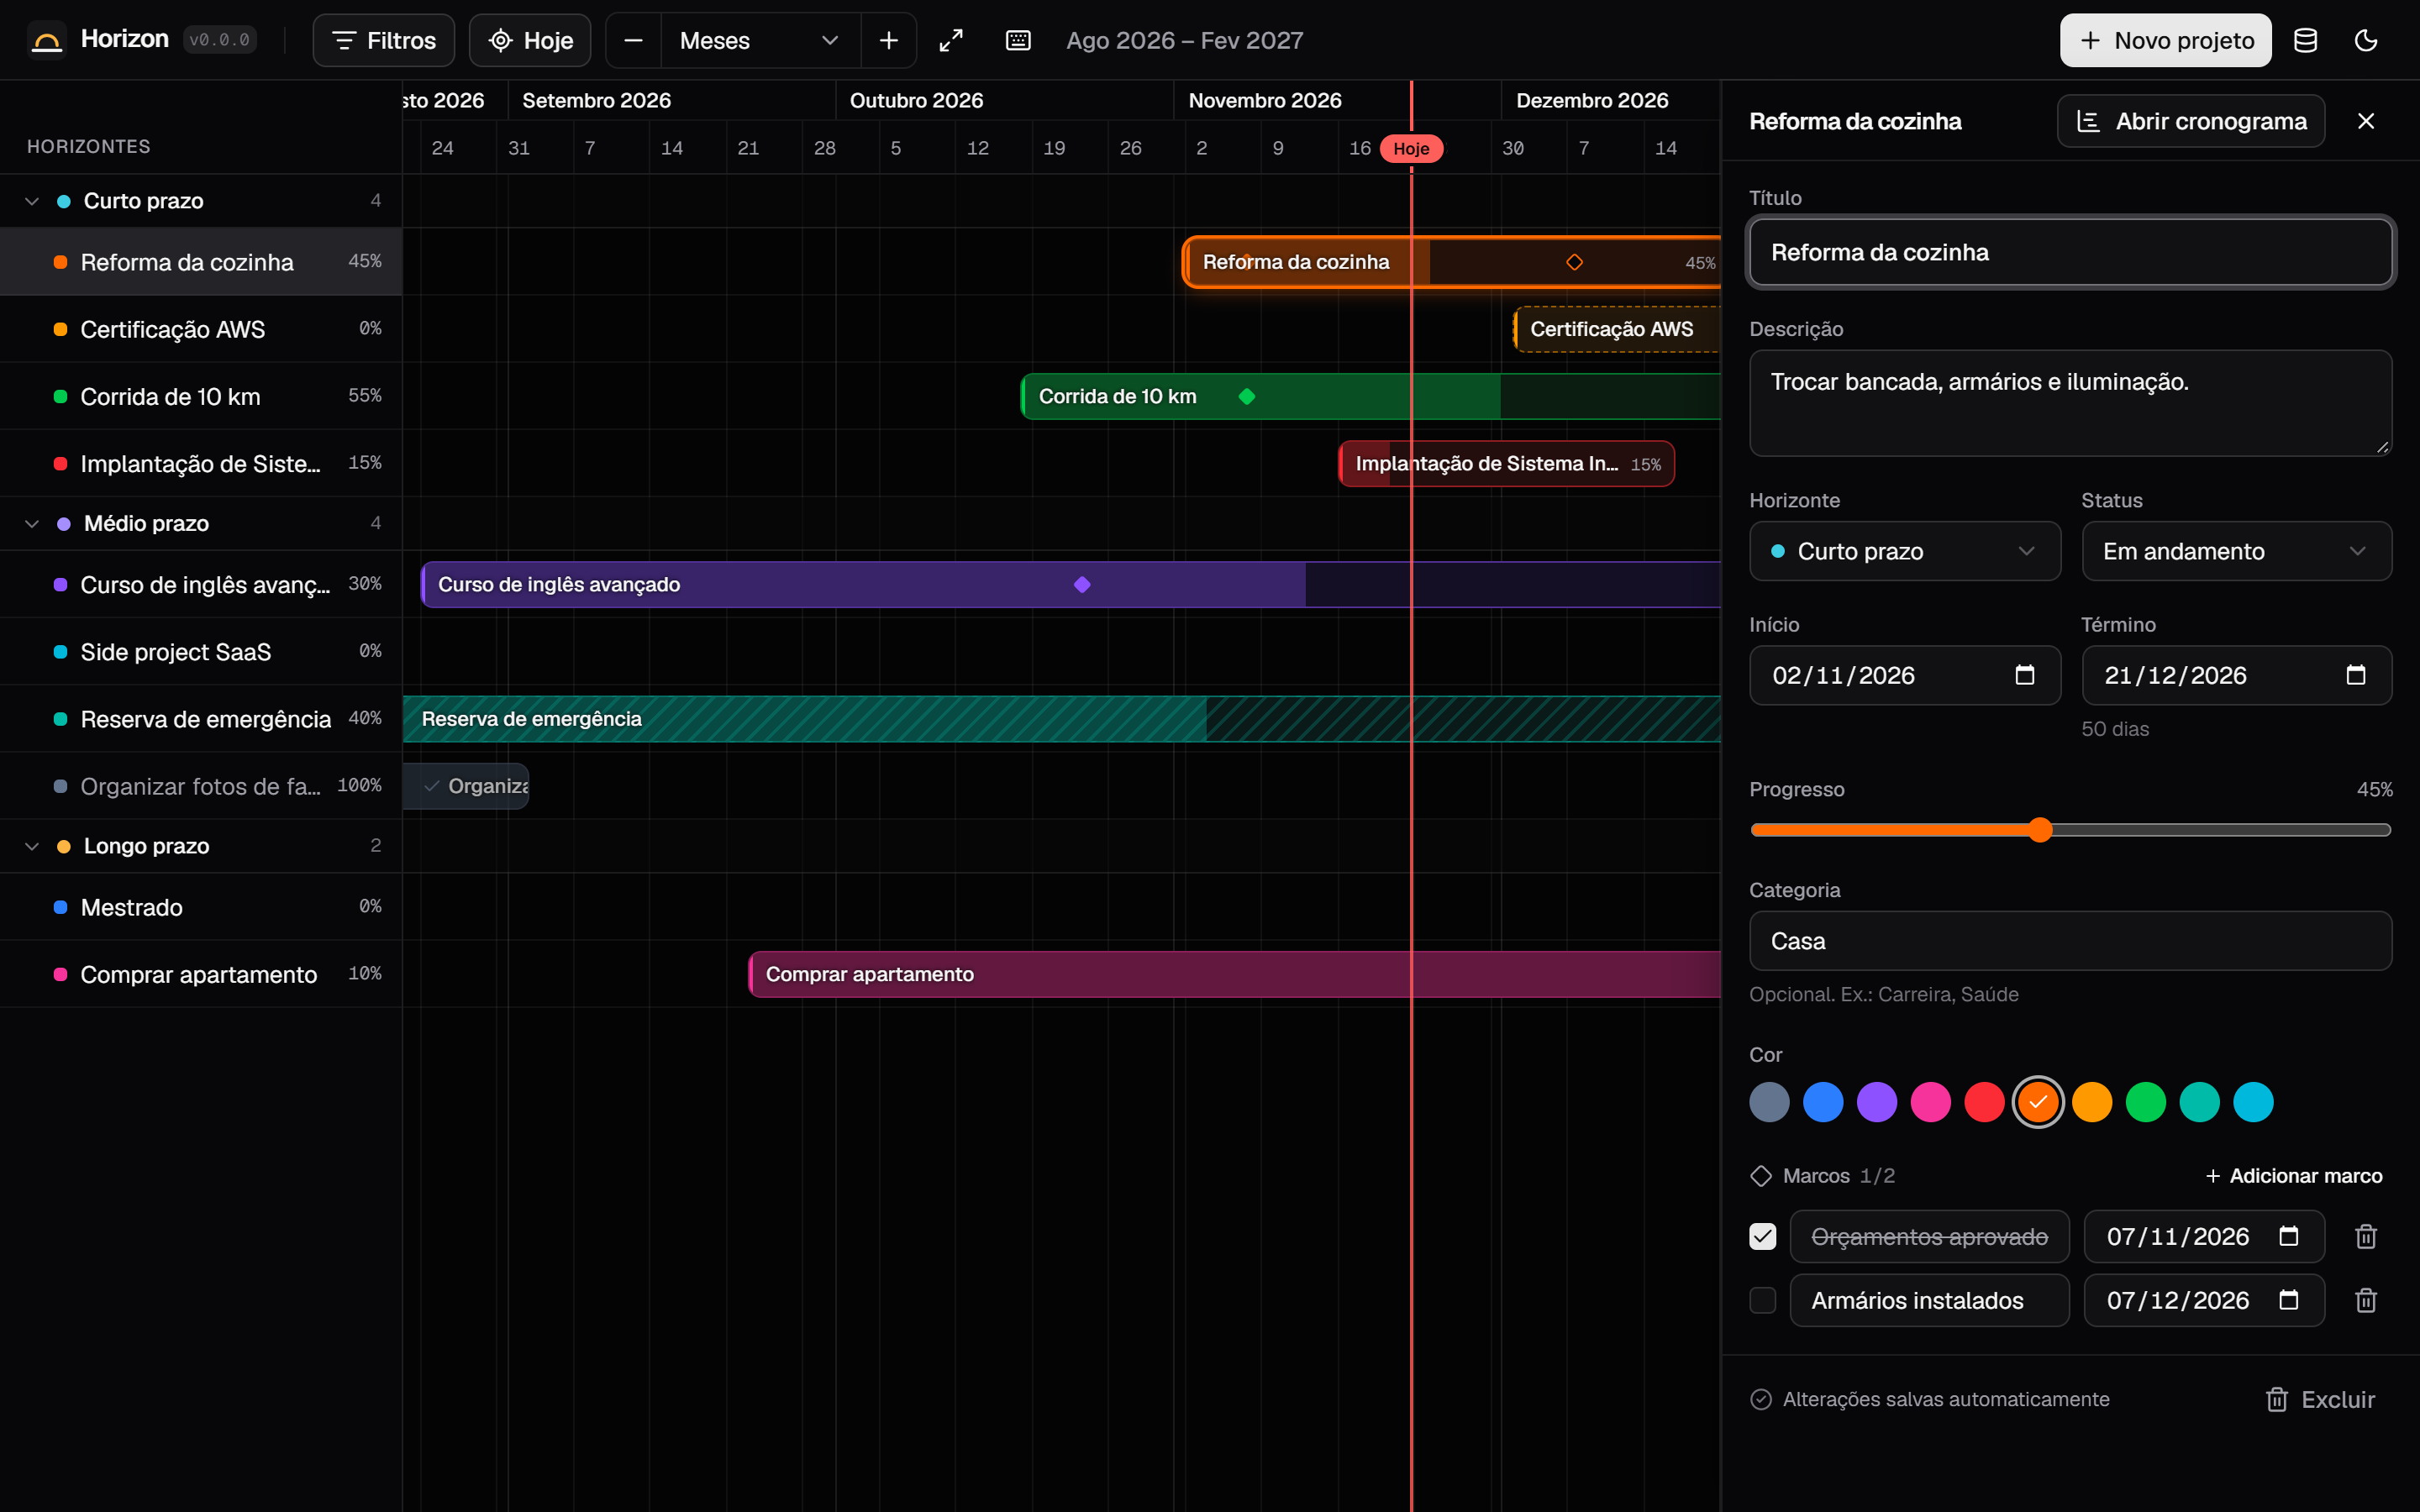 Horizon v0.0.0 Filtros Hoje Meses Ago 2026 – Fev 2027 Novo projeto
sto 2026 Setembro 2026 Outubro 2026 Novembro 2026 Dezembro 2026
HORIZONTES
24 31 7 14 21 28 5 12 19 26 2 9 16 Hoje 30 7 14
Curto prazo 4
Reforma da cozinha 45% Reforma da cozinha 45%
Certificação AWS 0% Certificação AWS
Corrida de 10 km 55% Corrida de 10 km
Implantação de Siste... 15% Implantação de Sistema In... 15%
Médio prazo 4
Curso de inglês avanç... 30% Curso de inglês avançado
Side project SaaS 0%
Reserva de emergência 40% Reserva de emergência
Organizar fotos de fa... 100% Organiza
Longo prazo 2
Mestrado 0%
Comprar apartamento 10% Comprar apartamento
Reforma da cozinha Abrir cronograma
Título
Reforma da cozinha
Descrição
Trocar bancada, armários e iluminação.
Horizonte Status
Curto prazo Em andamento
Início Término
02/11/2026 21/12/2026
50 dias
Progresso 45%
Categoria
Casa
Opcional. Ex.: Carreira, Saúde
Cor
Marcos 1/2 + Adicionar marco
Orçamentos aprovado 07/11/2026
Armários instalados 07/12/2026
Alterações salvas automaticamente Excluir